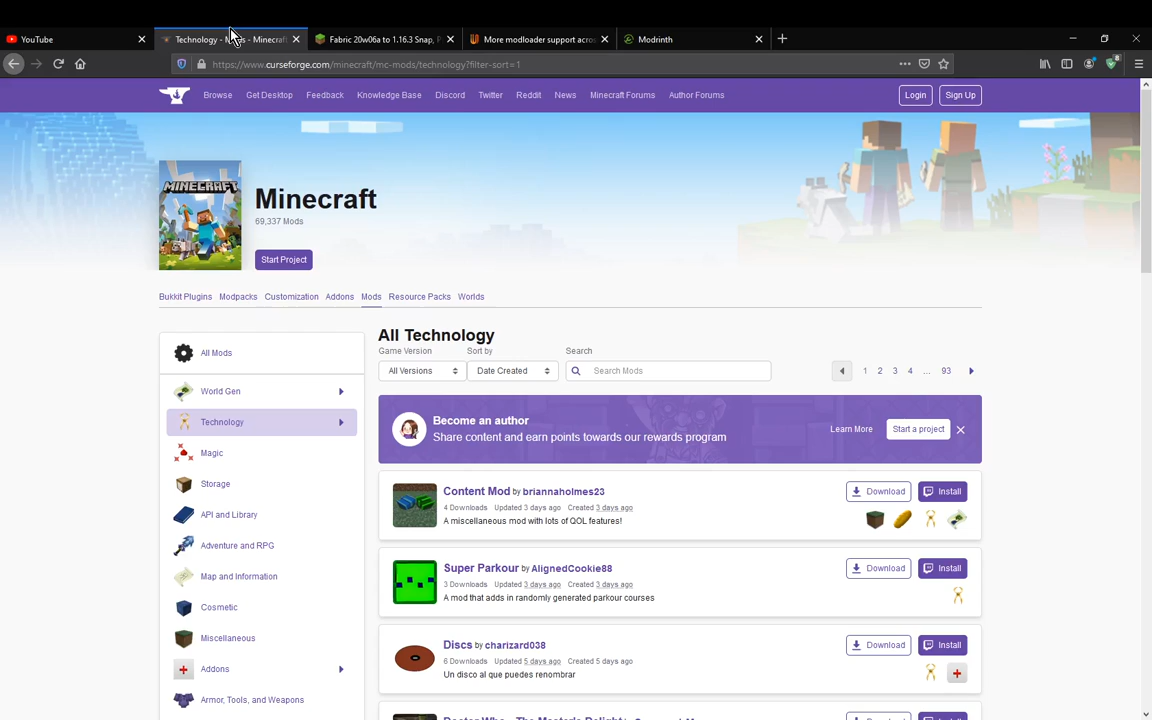 YouTube
Technology - Mods - Minecraft
Fabric 20w06a to 1.16.3 Snap, P
More modloader support across
Modrinth
https://www.curseforge.com/minecraft/mc-mods/technology?filter-sort=1
8
Browse Get Desktop Feedback Knowledge Base Discord Twitter Reddit News Minecraft Forums Author Forums Login Sign Up
MINECRAFT
Minecraft
69,337 Mods
Start Project
Bukkit Plugins Modpacks Customization Addons Mods Resource Packs Worlds
All Mods
World Gen
Technology
Magic
Storage
API and Library
Adventure and RPG
Map and Information
Cosmetic
Miscellaneous
Addons
Armor, Tools, and Weapons
All Technology
Game Version Sort by Search
All Versions Date Created Search Mods 1 2 3 4 ... 93
Become an author
Share content and earn points towards our rewards program
Learn More Start a project
Content Mod by briannaholmes23
4 Downloads Updated 3 days ago Created 3 days ago
A miscellaneous mod with lots of QOL features!
Download Install
Super Parkour by AlignedCookie88
3 Downloads Updated 3 days ago Created 3 days ago
A mod that adds in randomly generated parkour courses
Download Install
Discs by charizard038
6 Downloads Updated 5 days ago Created 5 days ago
Un disco al que puedes renombrar
Download Install